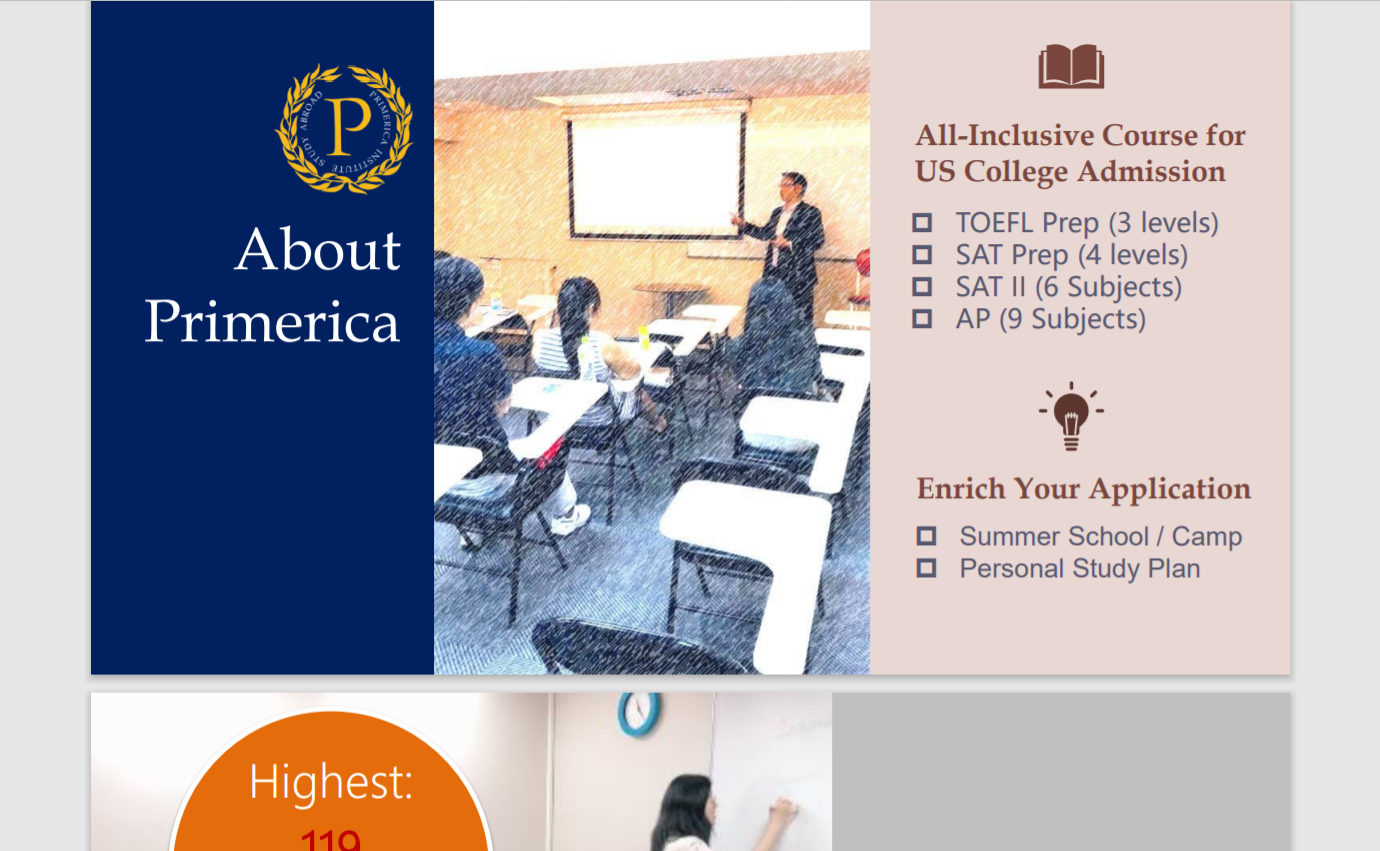 P
STUDY ABROAD
PRIMERICA INSTITUTE
About
Primerica
All-Inclusive Course for
US College Admission
TOEFL Prep (3 levels)
SAT Prep (4 levels)
SAT II (6 Subjects)
AP (9 Subjects)
Enrich Your Application
Summer School / Camp
Personal Study Plan
Highest:
119